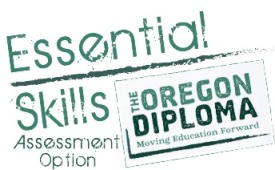 Essential
Skills
Assessment
Option
THE OREGON
DIPLOMA
Moving Education Forward